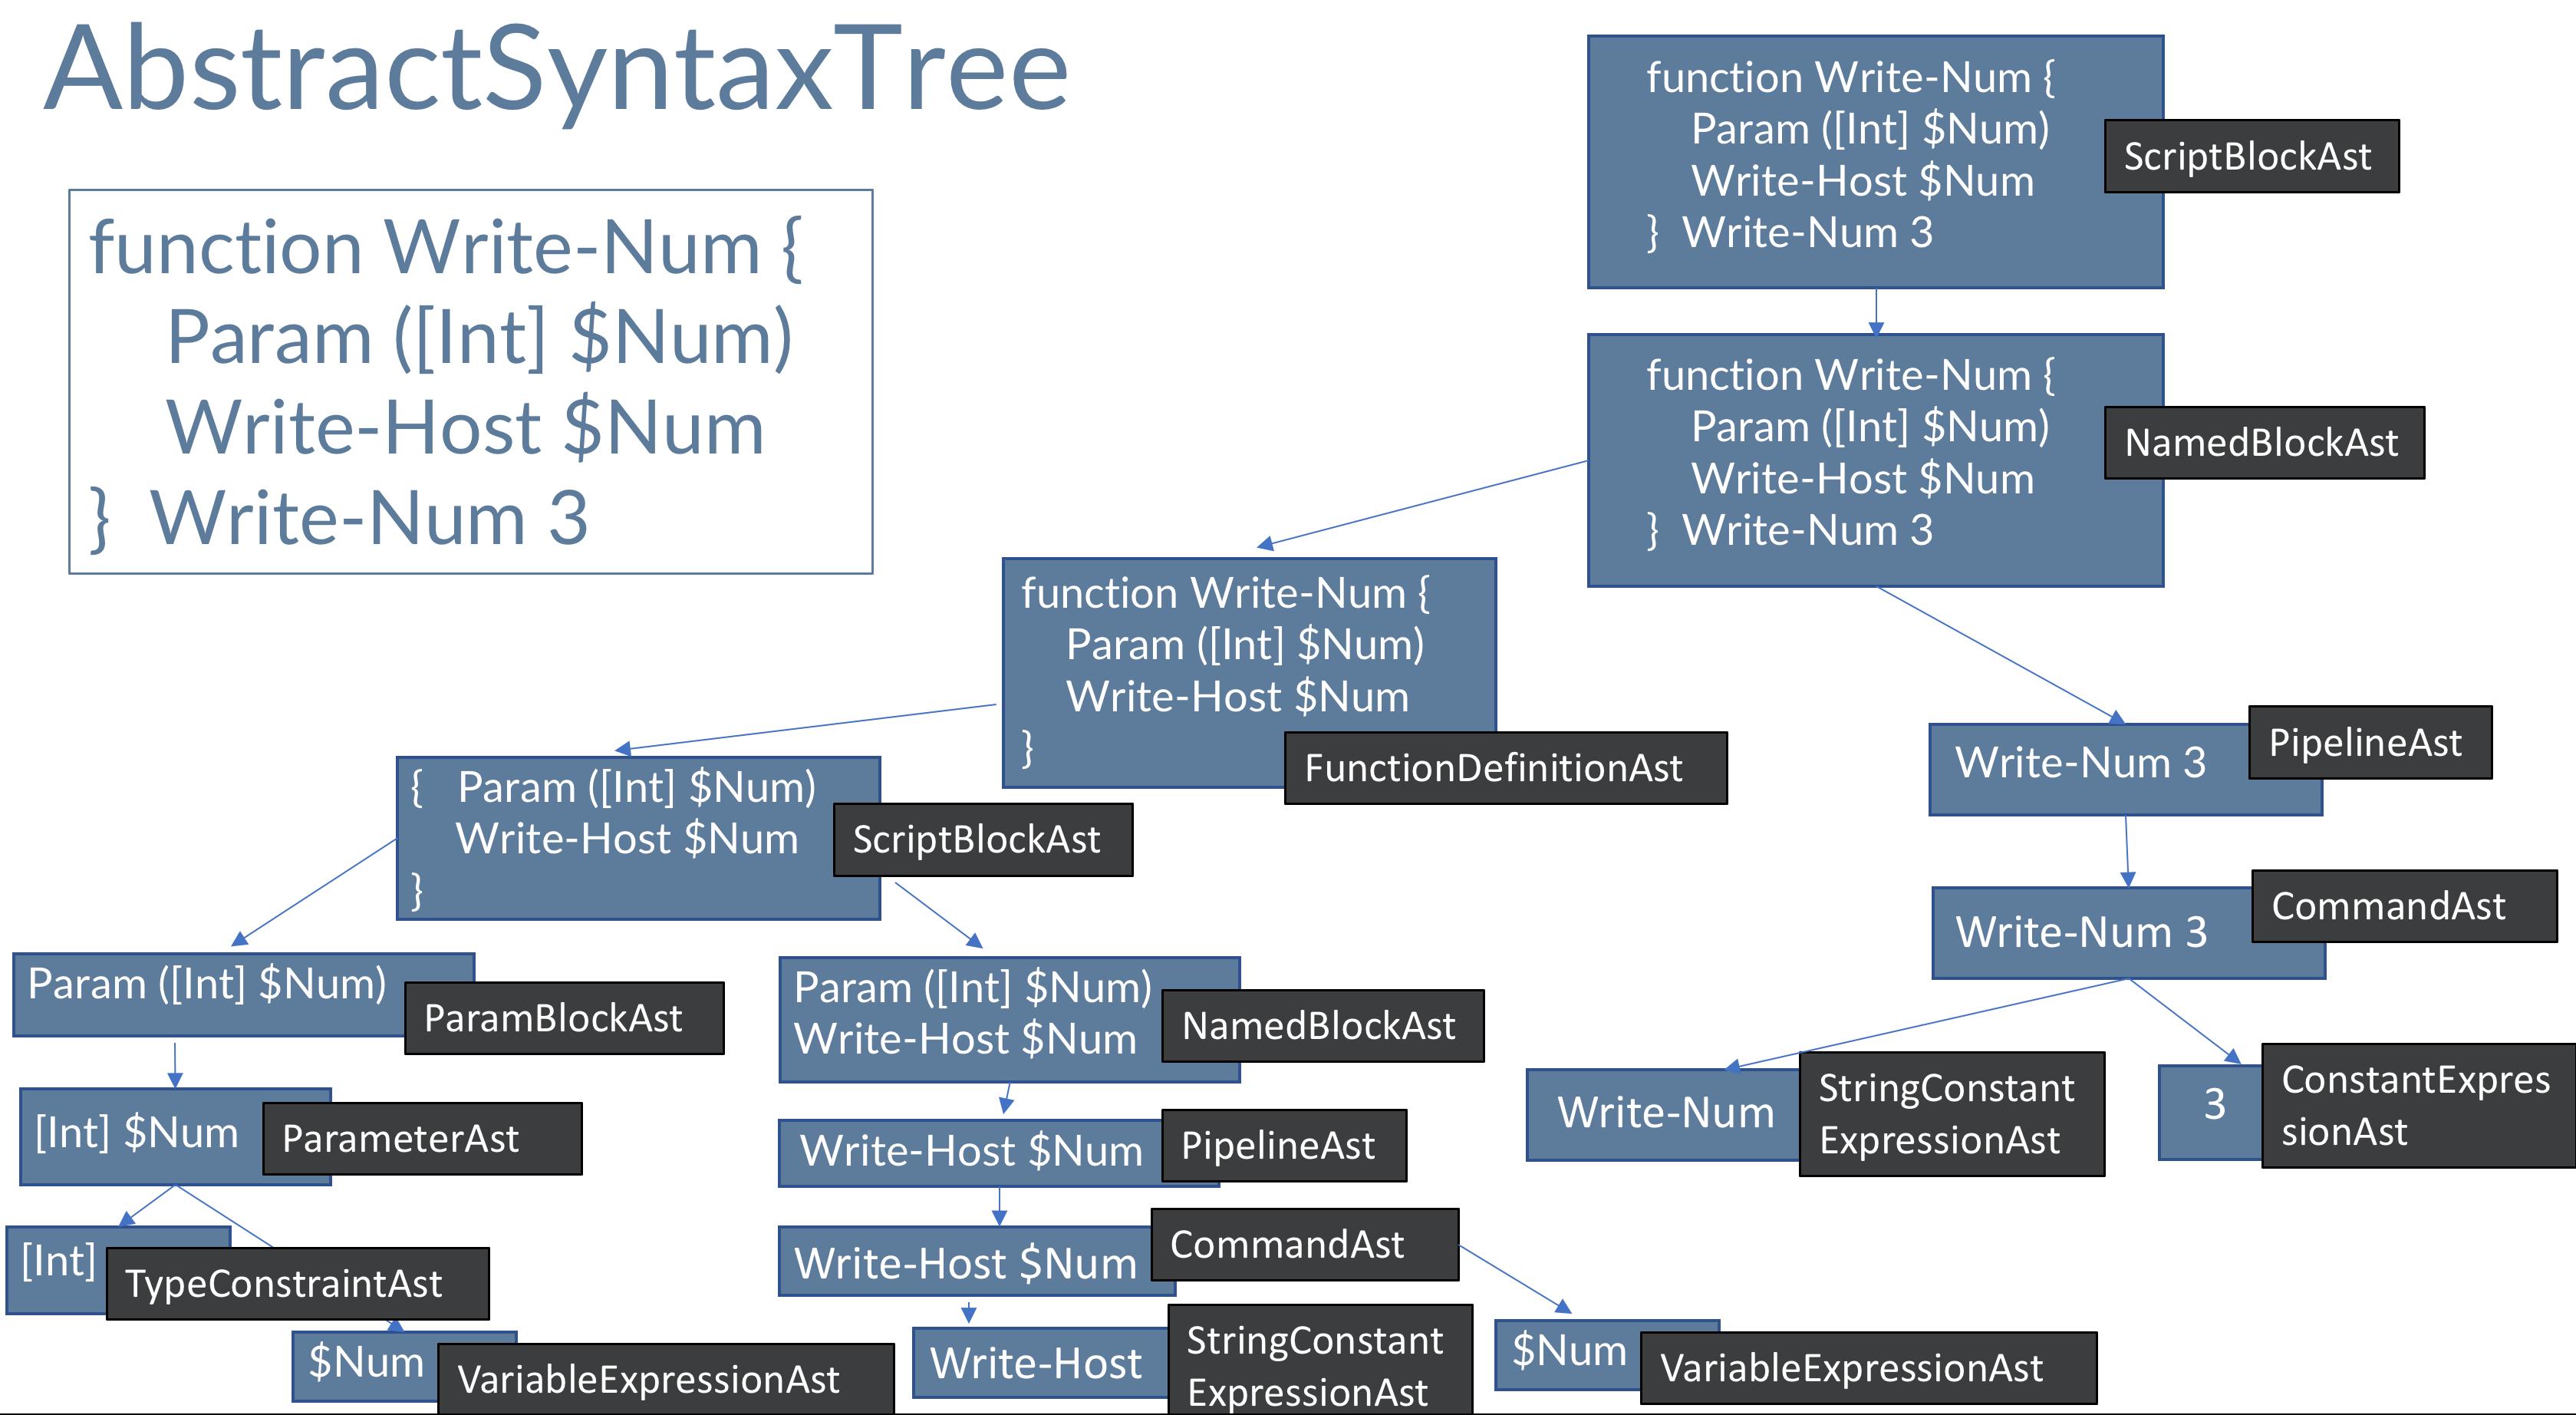 AbstractSyntaxTree
function Write-Num {
Param ([Int] $Num)
Write-Host $Num
} Write-Num 3
function Write-Num {
Param ([Int] $Num)
Write-Host $Num
} Write-Num 3
ScriptBlockAst
function Write-Num {
Param ([Int] $Num)
Write-Host $Num
} Write-Num 3
NamedBlockAst
function Write-Num {
Param ([Int] $Num)
Write-Host $Num
}
FunctionDefinitionAst
Write-Num 3
PipelineAst
{ Param ([Int] $Num)
Write-Host $Num
}
ScriptBlockAst
Write-Num 3
CommandAst
Param ([Int] $Num)
ParamBlockAst
Param ([Int] $Num)
Write-Host $Num
NamedBlockAst
Write-Num
StringConstant
ExpressionAst
3
ConstantExpres
sionAst
[Int] $Num
ParameterAst
Write-Host $Num
PipelineAst
[Int]
TypeConstraintAst
Write-Host $Num
CommandAst
$Num
VariableExpressionAst
Write-Host
StringConstant
ExpressionAst
$Num
VariableExpressionAst